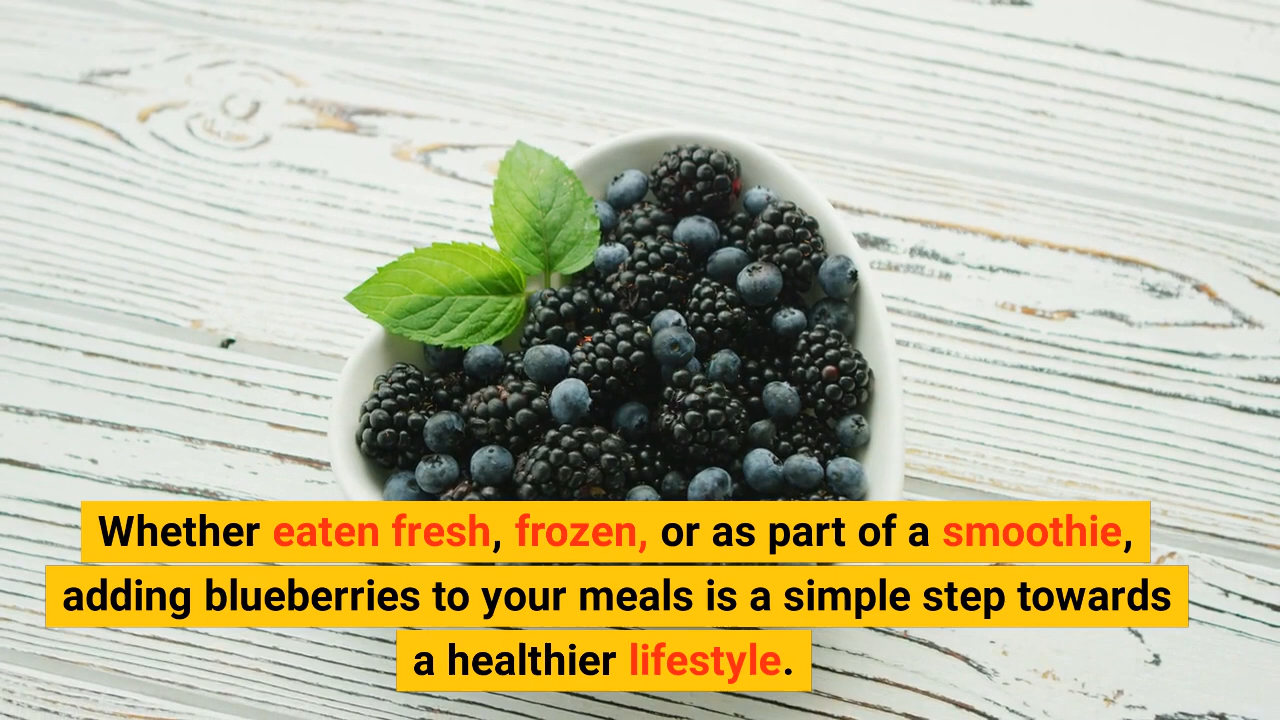 Whether eaten fresh, frozen, or as part of a smoothie,
adding blueberries to your meals is a simple step towards
a healthier lifestyle.